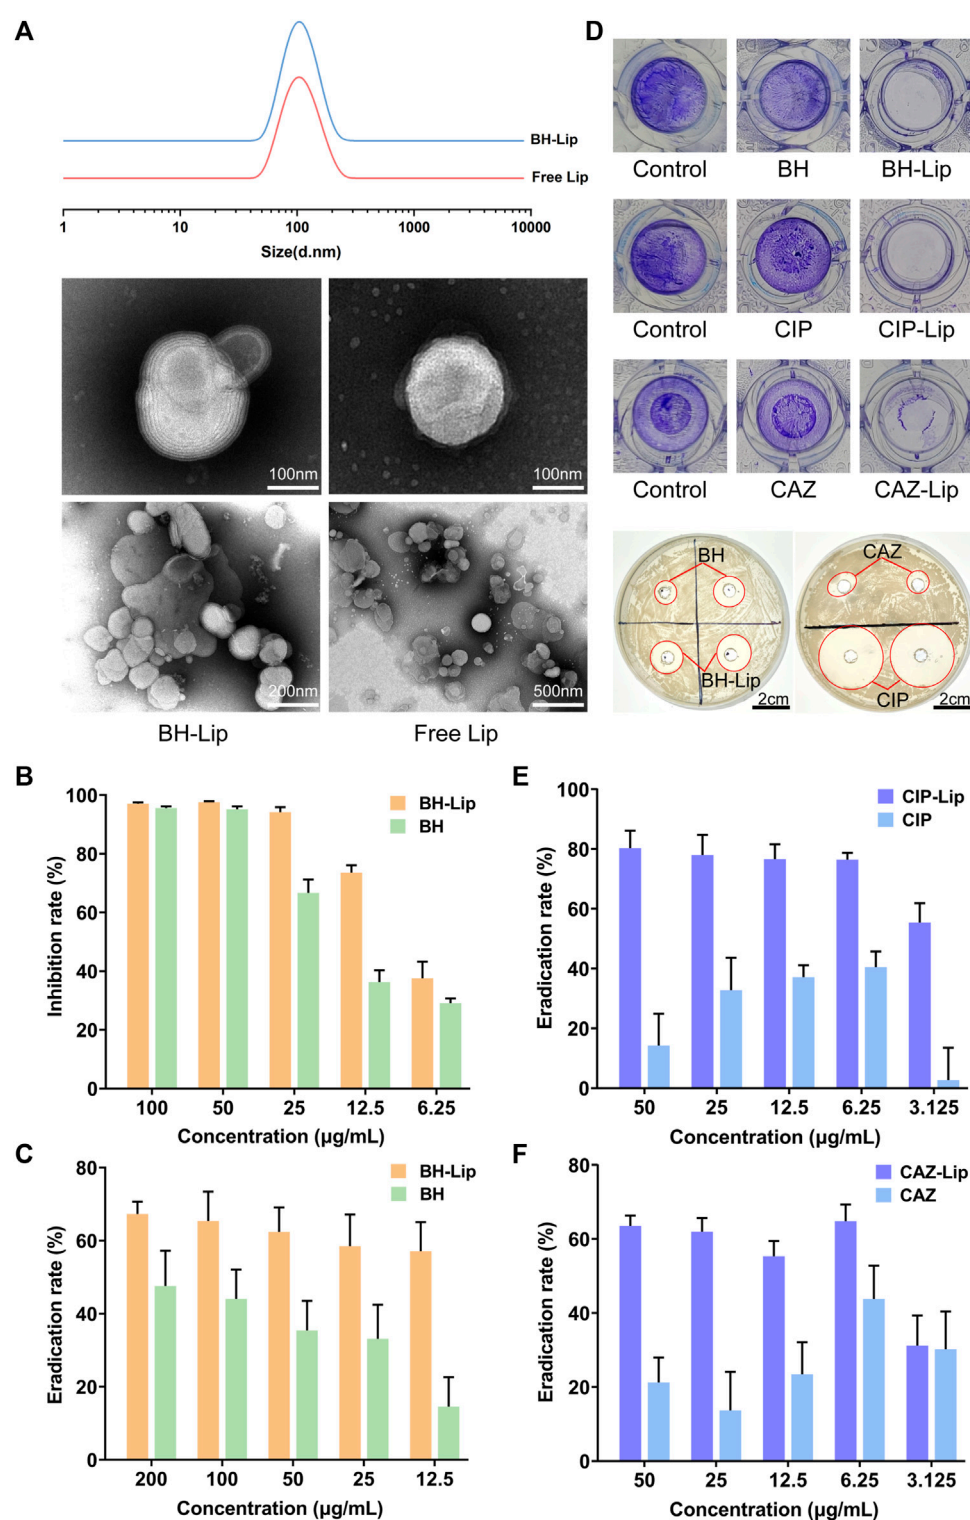 A
BH-Lip
Free Lip
1 10 100 1000 10000
Size(d.nm)
100nm 100nm
200nm 500nm
BH-Lip Free Lip
D
Control BH BH-Lip
Control CIP CIP-Lip
Control CAZ CAZ-Lip
BH CAZ
BH-Lip CIP
2cm 2cm
B
BH-Lip
BH
Inhibition rate (%)
100
80
60
40
20
0
100 50 25 12.5 6.25
Concentration (μg/mL)
E
CIP-Lip
CIP
Eradication rate (%)
100
80
60
40
20
0
50 25 12.5 6.25 3.125
Concentration (μg/mL)
C
BH-Lip
BH
Eradication rate (%)
80
60
40
20
0
200 100 50 25 12.5
Concentration (μg/mL)
F
CAZ-Lip
CAZ
Eradication rate (%)
80
60
40
20
0
50 25 12.5 6.25 3.125
Concentration (μg/mL)